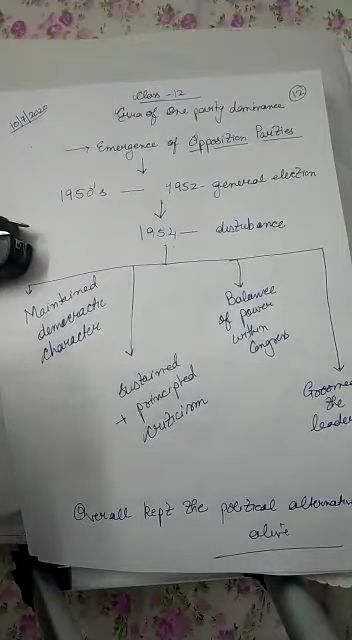 10/7/2020
Class - 12
(12)
Erra of One party dominance
→ Emergence of Opposition Parties
1950's — 1952 - general election
1954 — disturbance
Maintained
democractic
character
Sustained
+ principled
criticism
Balance
of power
within
Congress
Groomed
the
leader
Overall kept the political alternative
alive